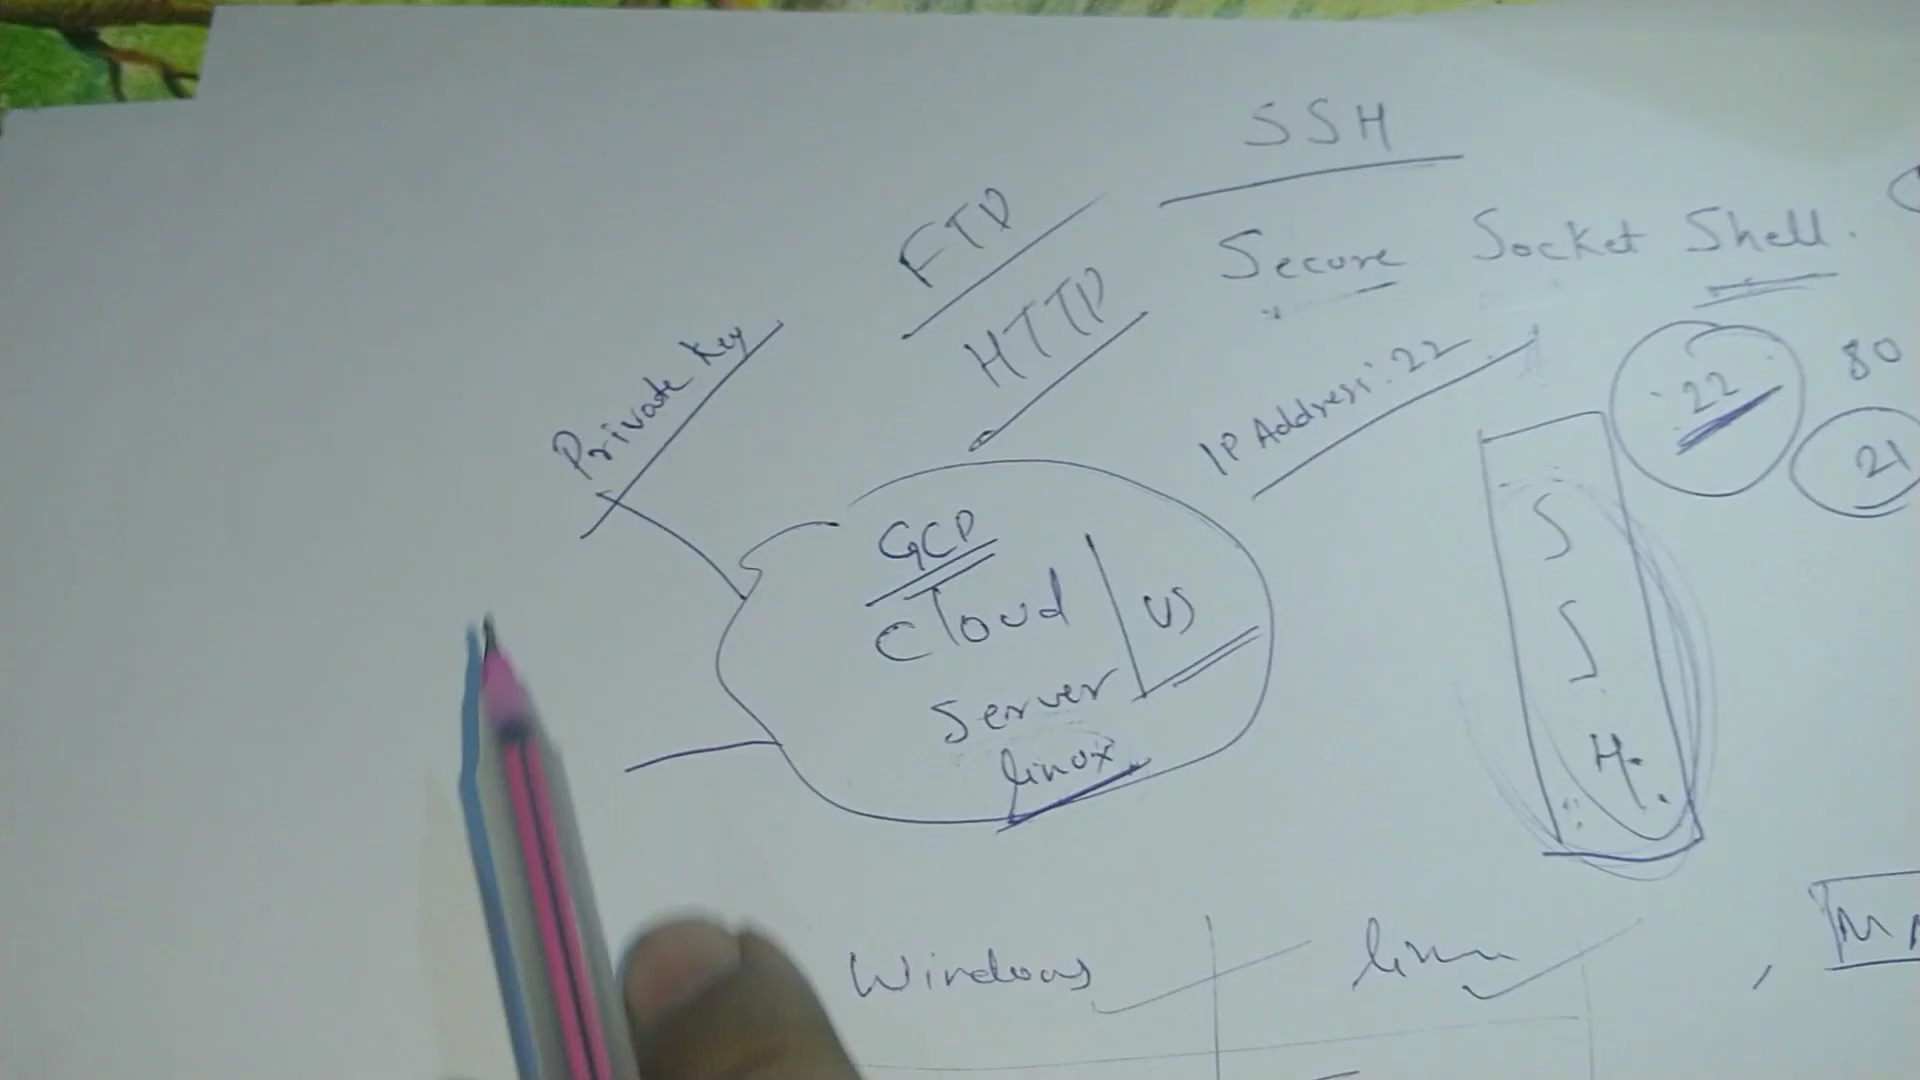 SSH
FTP
HTTP
Secure Socket Shell.
Private Key
IP Address:22
:22
80
21
GCP
Cloud
Server
US
linux
S
S
H.
Windows